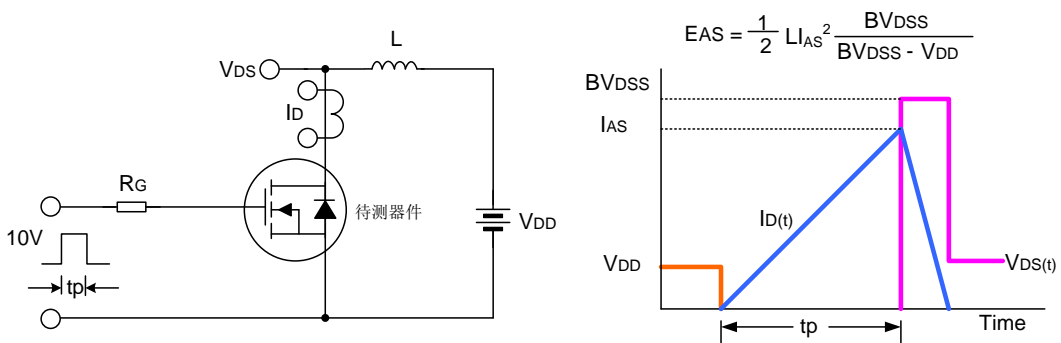 VDS
L
ID
RG
待测器件
10V
VDD
tp
EAS = 1/2 LIAS² BVDSS/(BVDSS - VDD)
BVDSS
IAS
ID(t)
VDD
VDS(t)
tp
Time